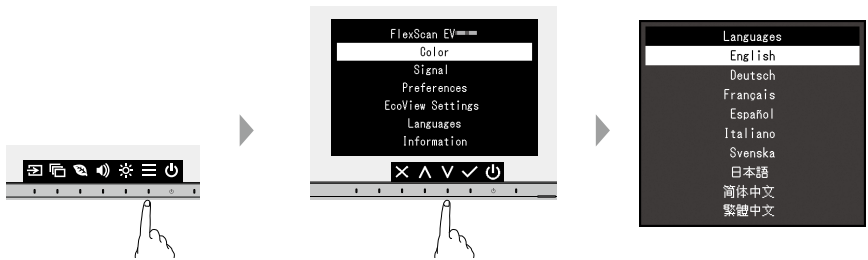 FlexScan EV
Color
Signal
Preferences
EcoView Settings
Languages
Information
Languages
English
Deutsch
Français
Español
Italiano
Svenska
日本語
简体中文
繁體中文